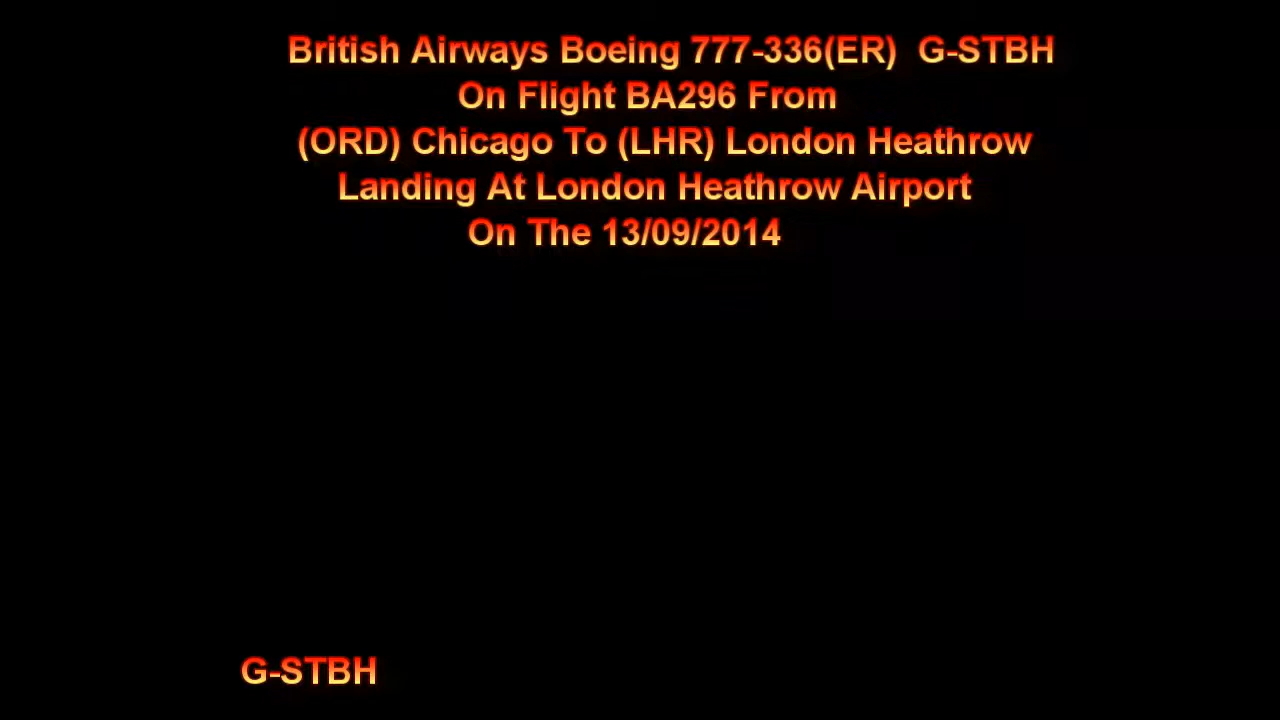 British Airways Boeing 777-336(ER)  G-STBH
On Flight BA296 From
(ORD) Chicago To (LHR) London Heathrow
Landing At London Heathrow Airport
On The 13/09/2014
G-STBH